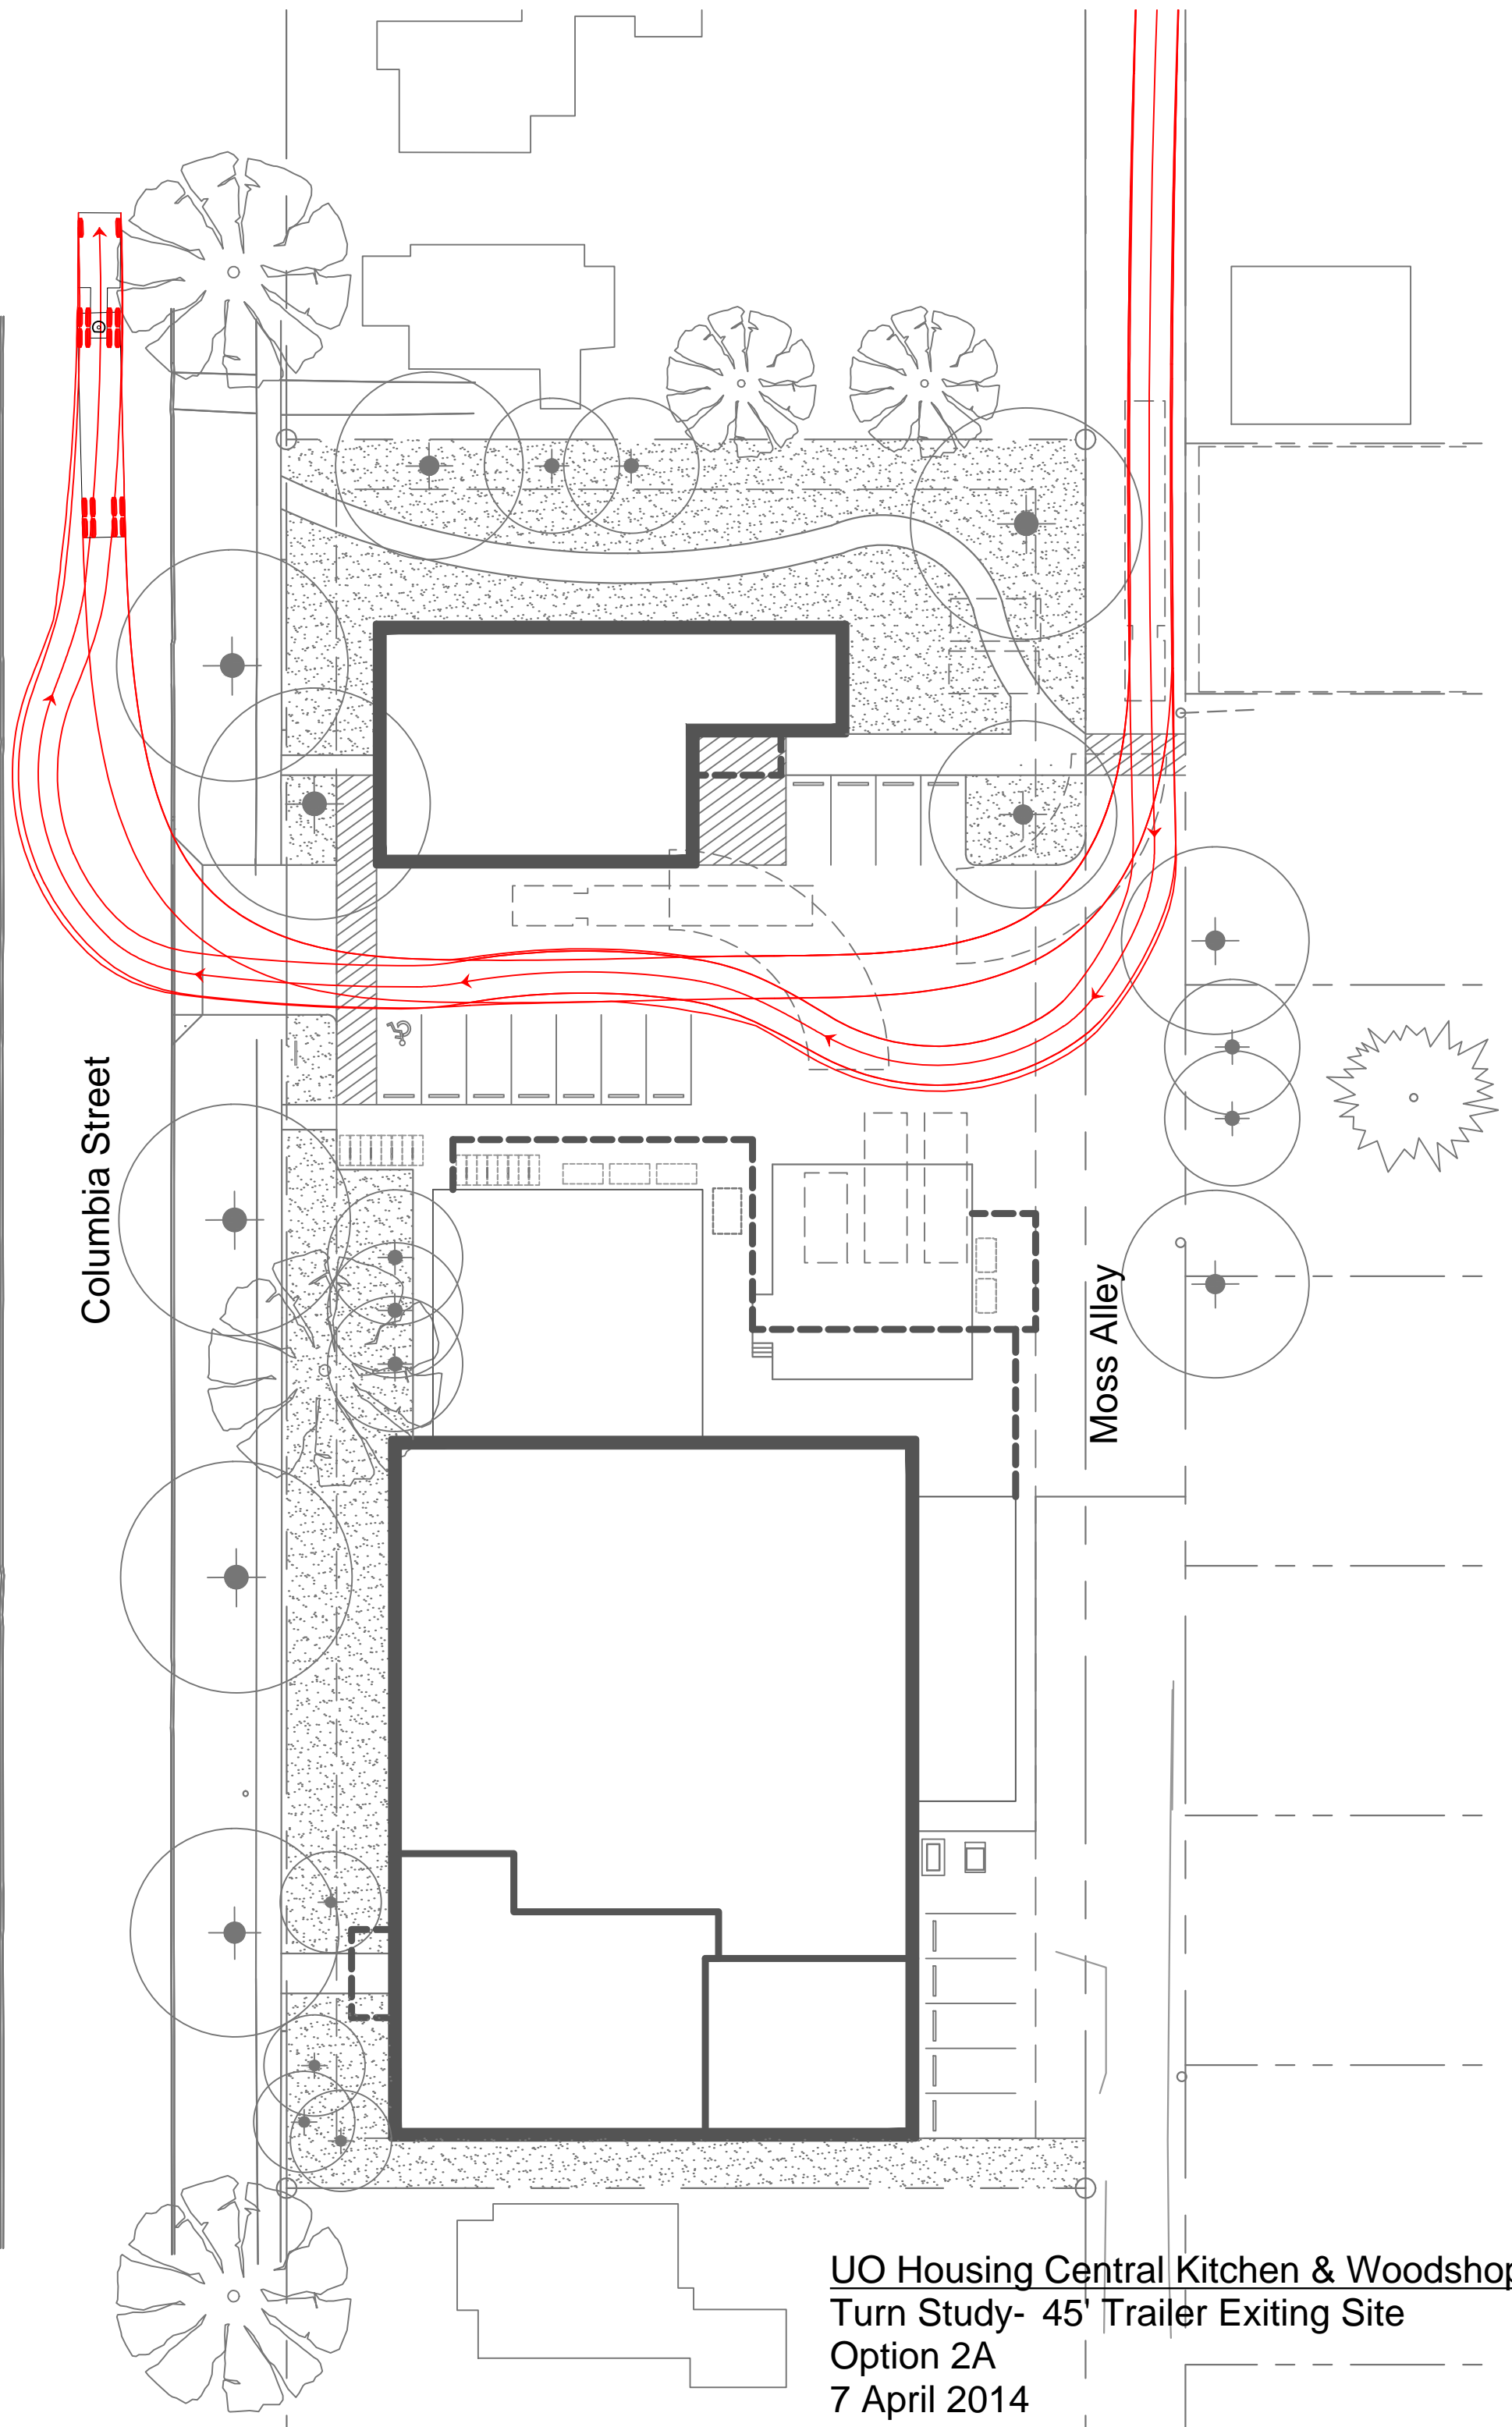 Columbia Street
Moss Alley
UO Housing Central Kitchen & Woodshop
Turn Study- 45' Trailer Exiting Site
Option 2A
7 April 2014